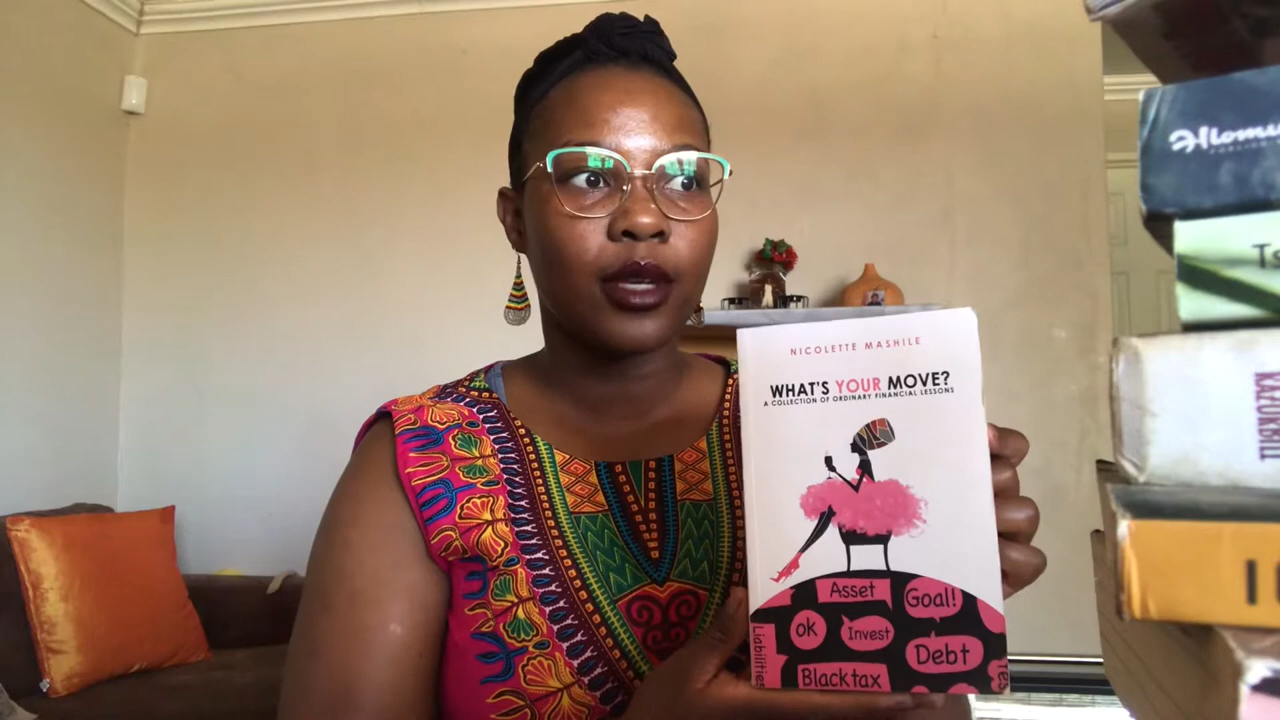 NICOLETTE MASHILE
WHAT'S YOUR MOVE?
A COLLECTION OF ORDINARY FINANCIAL LESSONS
Asset
Goal!
ok
Invest
Debt
Liabilities
Blacktax